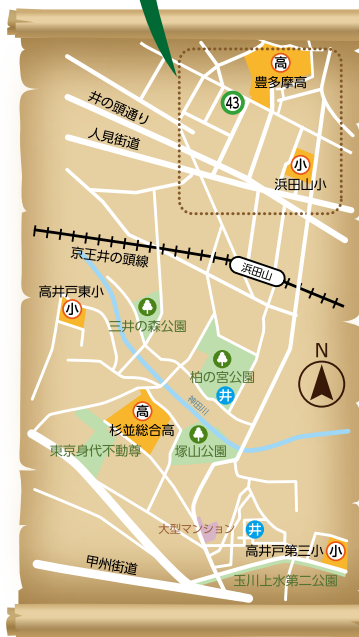 高
豊多摩高
43
井の頭通り
人見街道
小
浜田山小
京王井の頭線
浜田山
高井戸東小
小
三井の森公園
N
柏の宮公園
井
神田川
高
杉並総合高
東京身代不動尊
塚山公園
大型マンション
井
高井戸第三小
小
甲州街道
玉川上水第二公園